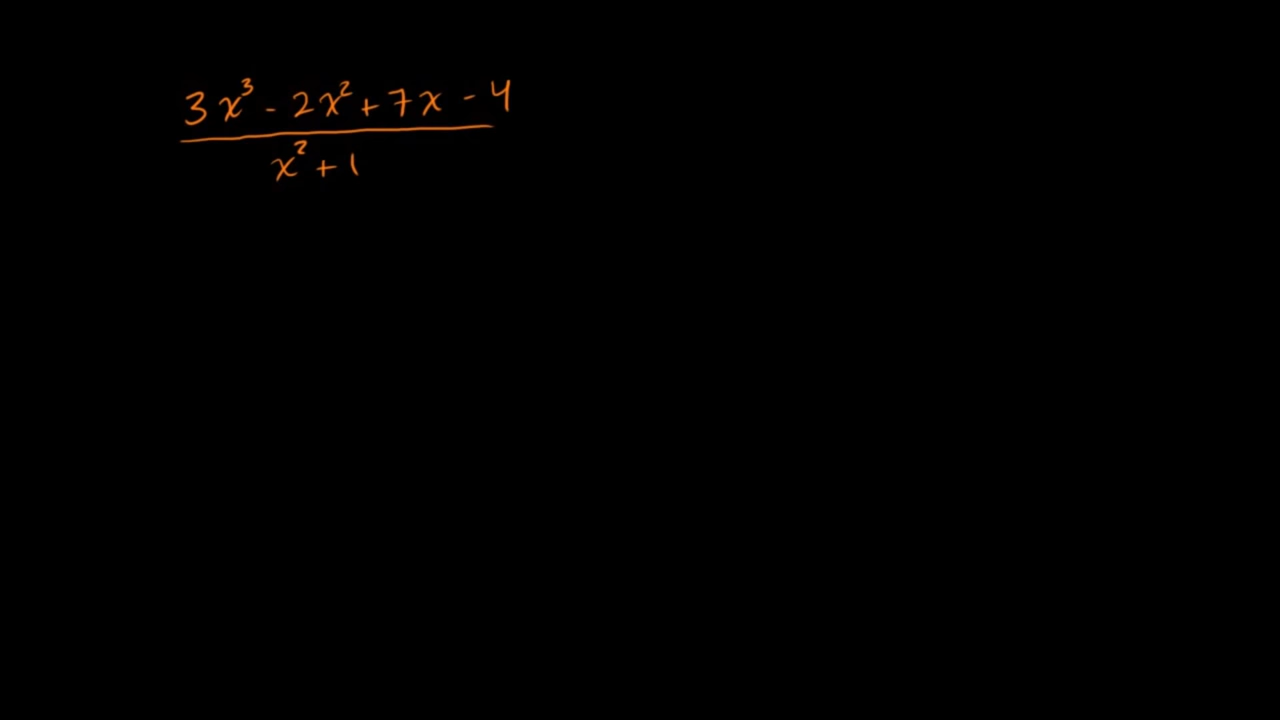 3x³ - 2x² + 7x - 4
x² + 1